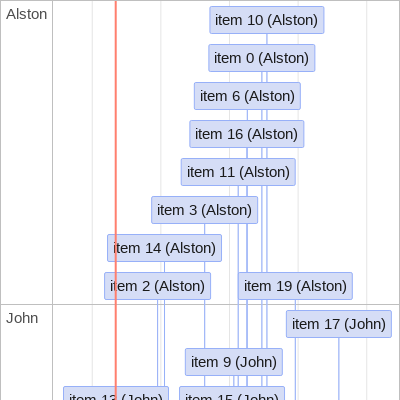 Alston
item 10 (Alston)
item 0 (Alston)
item 6 (Alston)
item 16 (Alston)
item 11 (Alston)
item 3 (Alston)
item 14 (Alston)
item 2 (Alston)
item 19 (Alston)
John
item 17 (John)
item 9 (John)
item 13 (John)
item 15 (John)